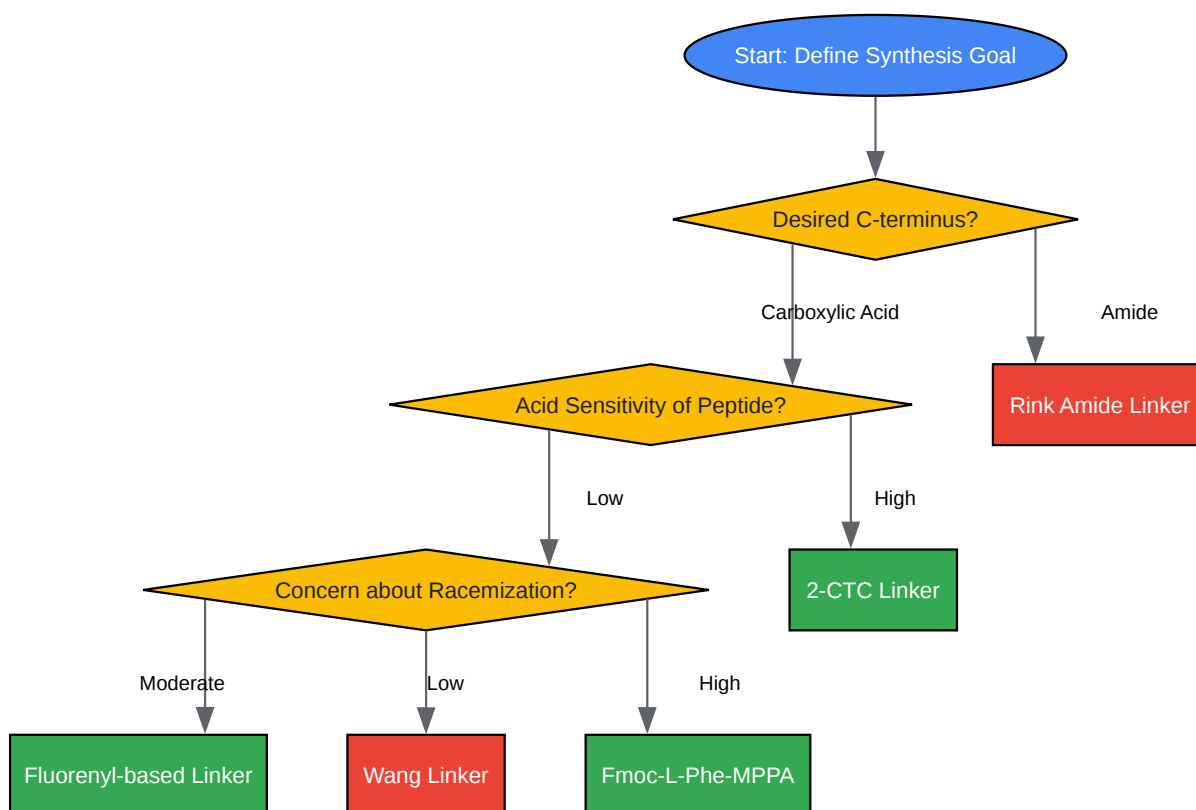 Start: Define Synthesis Goal
Desired C-terminus?
Carboxylic Acid
Amide
Acid Sensitivity of Peptide?
Rink Amide Linker
Low
High
Concern about Racemization?
2-CTC Linker
Moderate
Low
High
Fluorenyl-based Linker
Wang Linker
Fmoc-L-Phe-MPPA